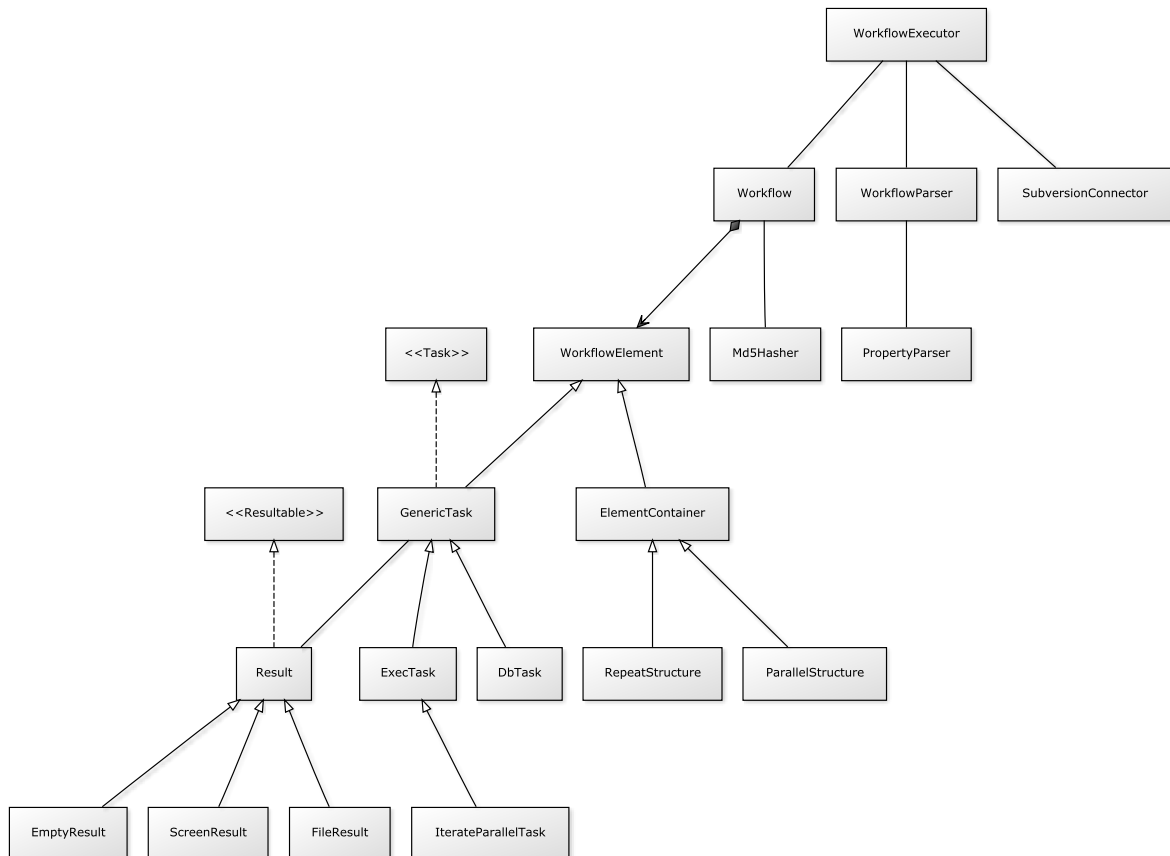 WorkflowExecutor
Workflow
WorkflowParser
SubversionConnector
<<Task>>
WorkflowElement
Md5Hasher
PropertyParser
<<Resultable>>
GenericTask
ElementContainer
Result
ExecTask
DbTask
RepeatStructure
ParallelStructure
EmptyResult
ScreenResult
FileResult
IterateParallelTask